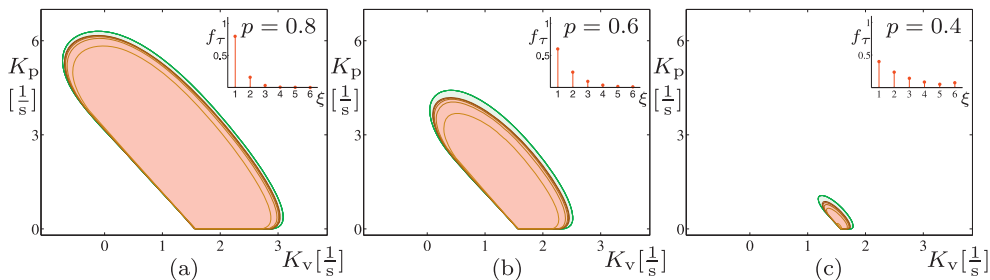 6
K_p
[1/s]
3
0
f_τ
1
0.5
p = 0.8
1 2 3 4 5 6 ξ
0 1 2 3
K_v [1/s]
(a)
6
K_p
[1/s]
3
0
f_τ
1
0.5
p = 0.6
1 2 3 4 5 6 ξ
0 1 2 3
K_v [1/s]
(b)
6
K_p
[1/s]
3
0
f_τ
1
0.5
p = 0.4
1 2 3 4 5 6 ξ
0 1 2 3
K_v [1/s]
(c)